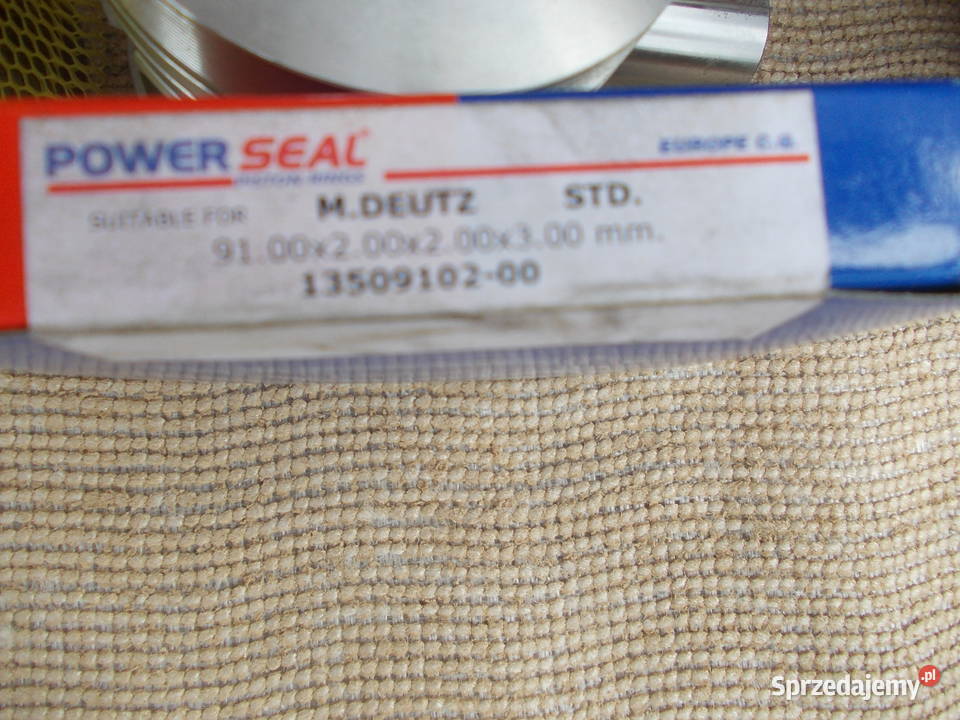 POWER SEAL® EUROPE C.G.
PISTON RINGS
SUITABLE FOR M.DEUTZ STD.
91.00x2.00x2.00x3.00 mm.
13509102-00
Sprzedajemy.pl